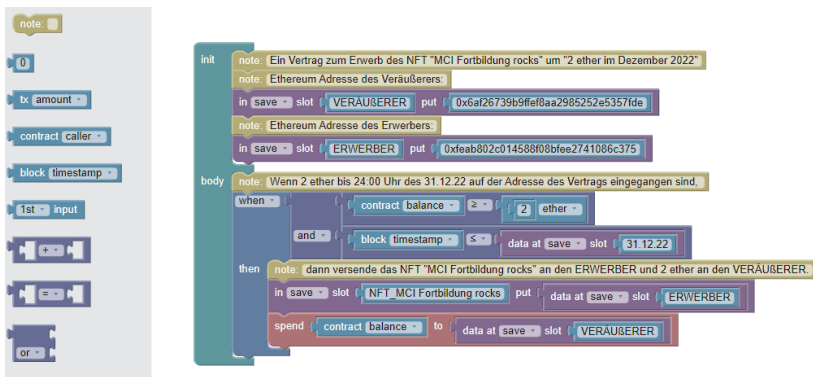 note:
0
tx amount
contract caller
block timestamp
1st input
+
=
or
init note: Ein Vertrag zum Erwerb des NFT "MCI Fortbildung rocks" um "2 ether im Dezember 2022"
note: Ethereum Adresse des Veräußerers:
in save slot VERÄUßERER put 0x6af26739b9ffef8aa2985252e5357fde
note: Ethereum Adresse des Erwerbers:
in save slot ERWERBER put 0xfeab802c014588f08bfee2741086c375
body note: Wenn 2 ether bis 24:00 Uhr des 31.12.22 auf der Adresse des Vertrags eingegangen sind,
when contract balance ≥ 2 ether
and block timestamp ≤ data at save slot 31.12.22
then note: dann versende das NFT "MCI Fortbildung rocks" an den ERWERBER und 2 ether an den VERÄUßERER.
in save slot NFT_MCI Fortbildung rocks put data at save slot ERWERBER
spend contract balance to data at save slot VERÄUßERER